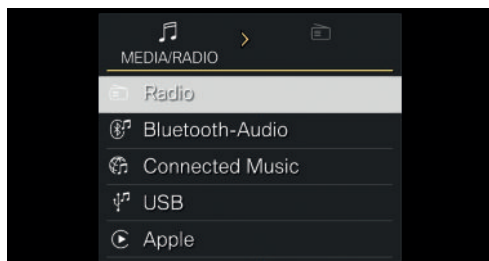 MEDIA/RADIO
Radio
Bluetooth-Audio
Connected Music
USB
Apple